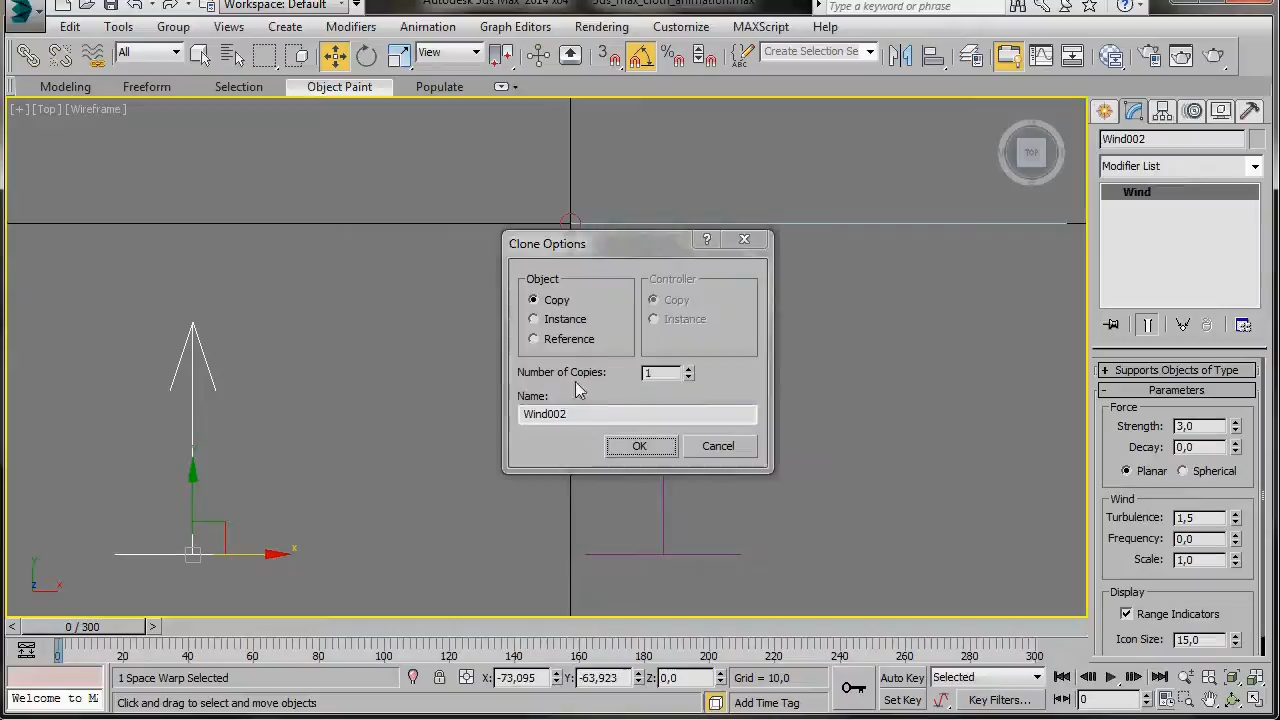 Workspace: Default
Autodesk 3ds Max 2014 x64
3ds_max_cloth_animation.max
Type a keyword or phrase
Edit Tools Group Views Create Modifiers Animation Graph Editors Rendering Customize MAXScript Help
All View 3 Create Selection Se
ABC
Modeling Freeform Selection Object Paint Populate
[+] [Top] [Wireframe]
TOP
Wind002
Modifier List
Wind
Clone Options
Object Controller
Copy Copy
Instance Instance
Reference
Number of Copies: 1
Name:
Wind002
OK Cancel
+ Supports Objects of Type
- Parameters
Force
Strength: 3,0
Decay: 0,0
Planar Spherical
Wind
Turbulence: 1,5
Frequency: 0,0
Scale: 1,0
Display
Range Indicators
Icon Size: 15,0
y x
y
z x
< 0 / 300 >
0 20 40 60 80 100 120 140 160 180 200 220 240 260 280 300
1 Space Warp Selected X: -73,095 Y: -63,923 Z: 0,0 Grid = 10,0 Auto Key Selected
Welcome to M Click and drag to select and move objects Add Time Tag Set Key Key Filters... 0